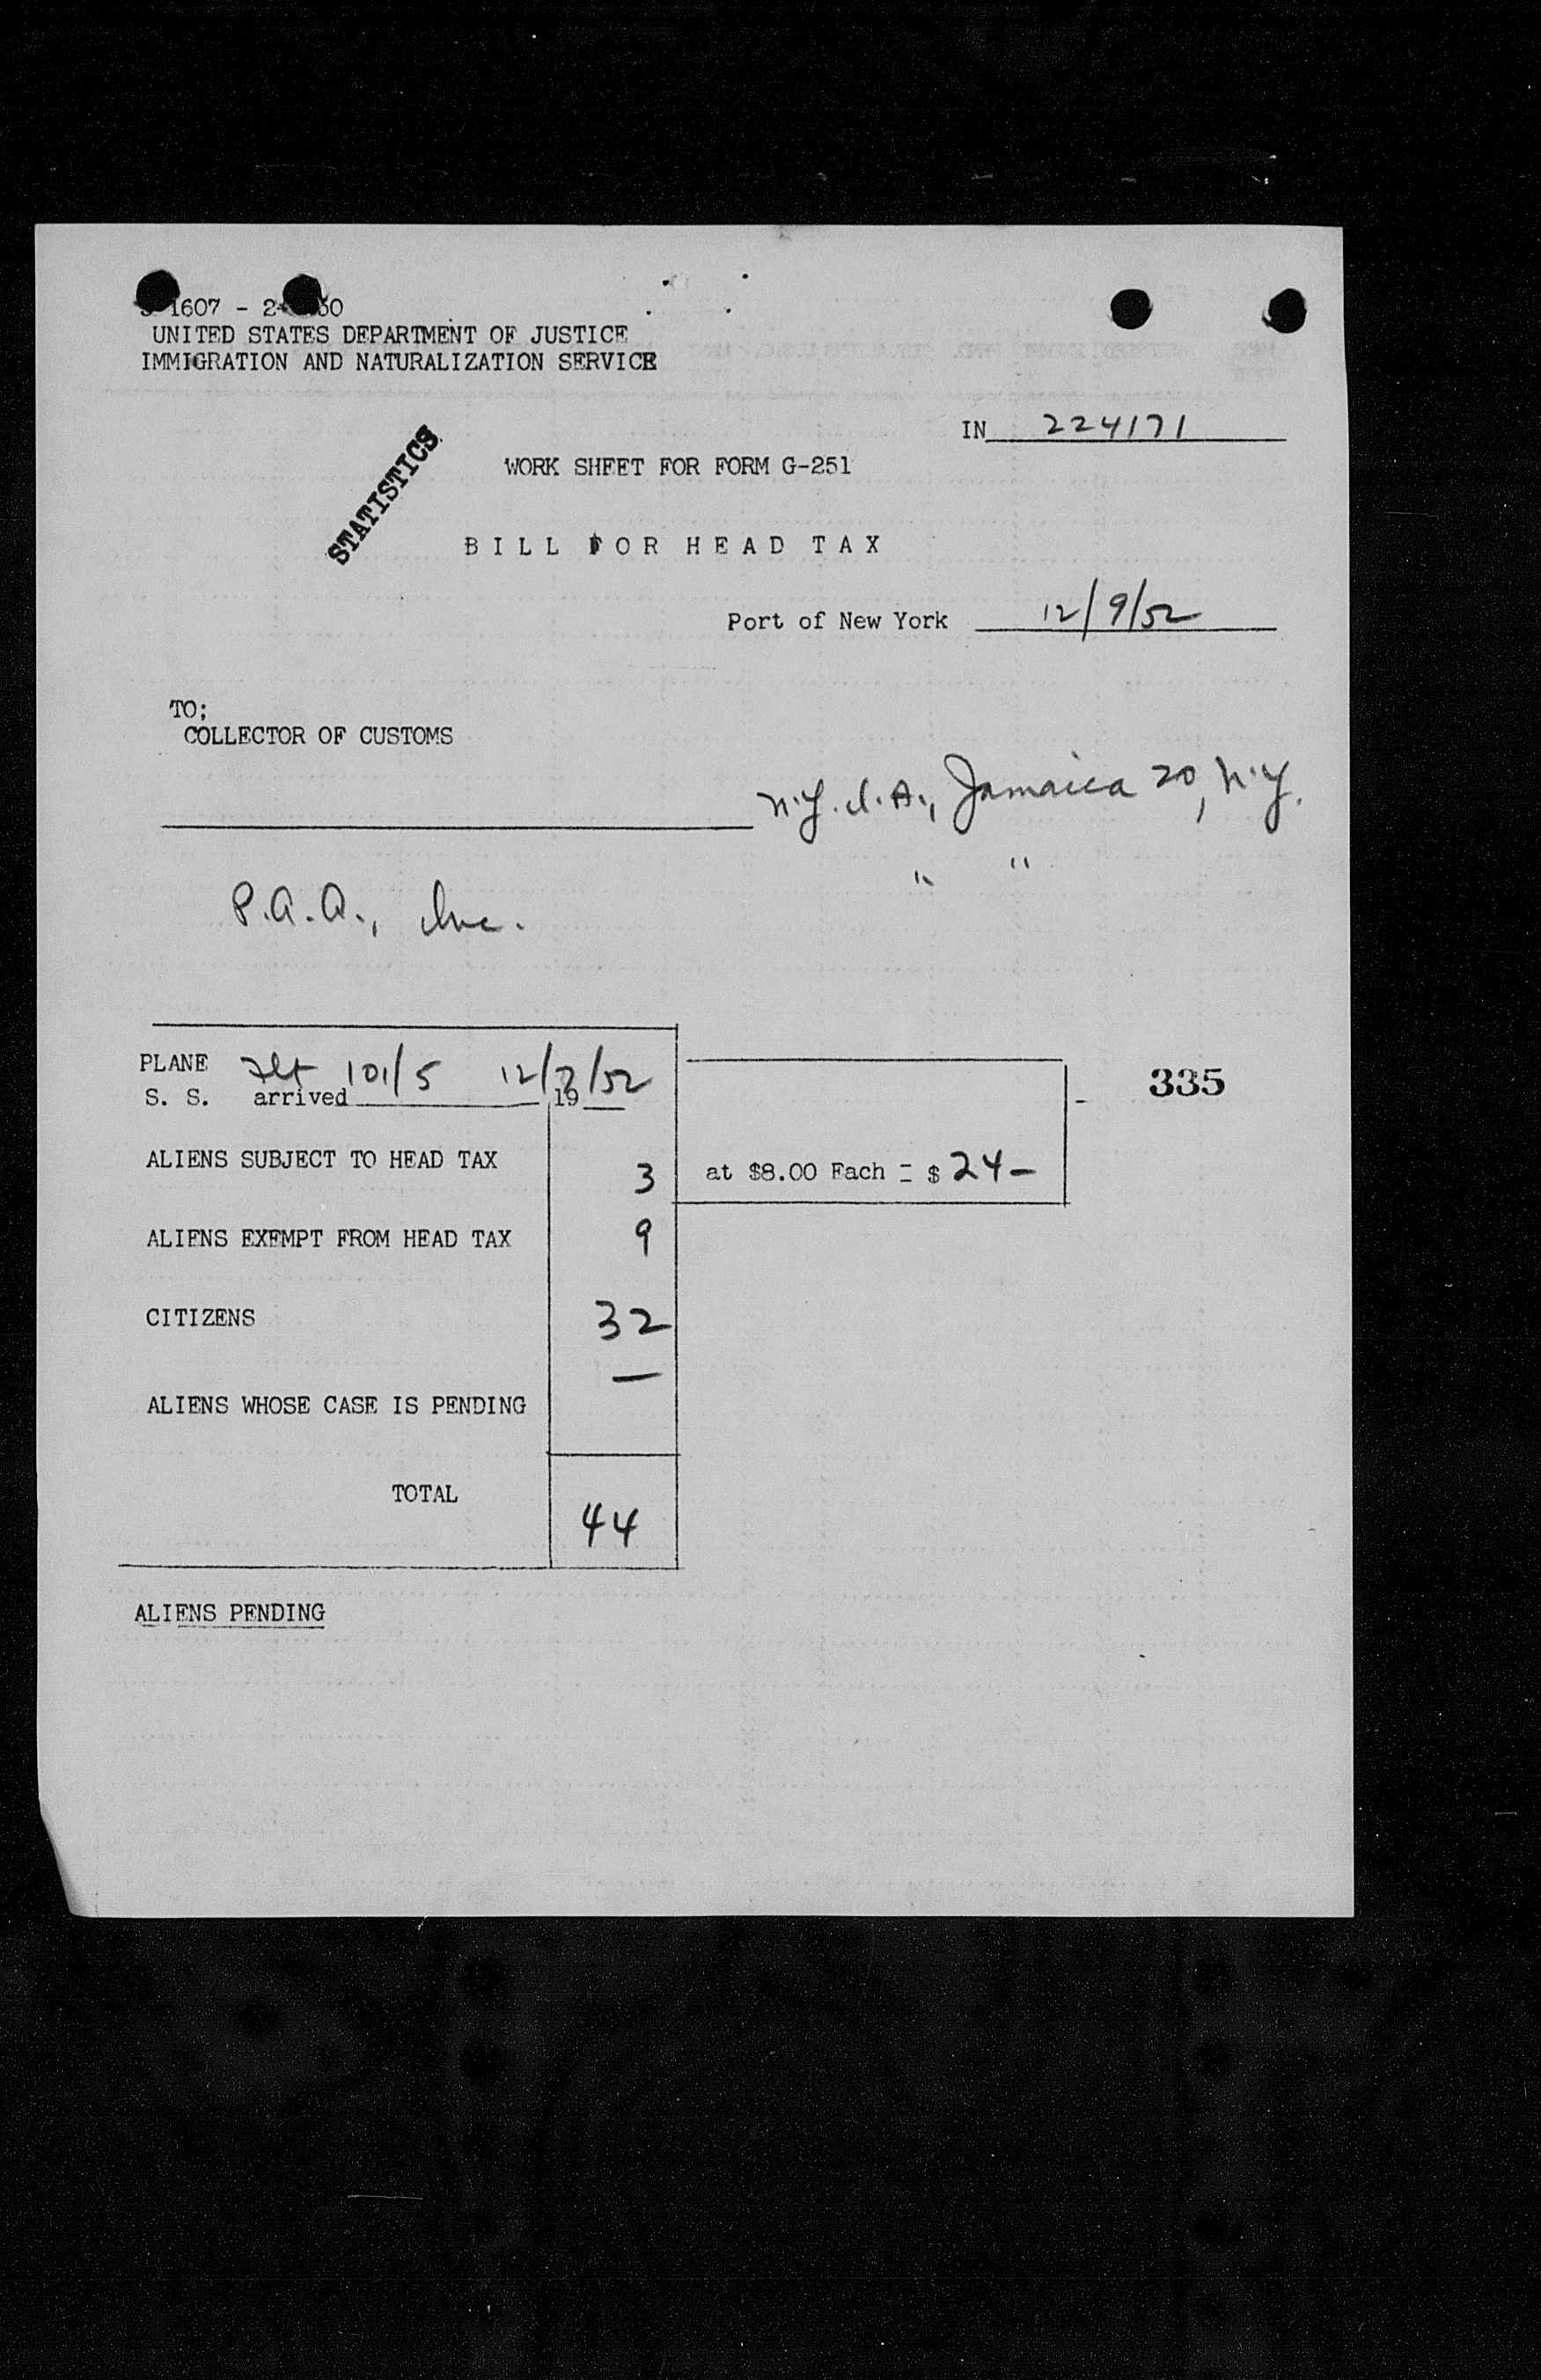 1607 - 2
UNITED STATES DEPARTMENT OF JUSTICE
IMMIGRATION AND NATURALIZATION SERVICE
IN 224171
STATISTICS
WORK SHEET FOR FORM G-251
BILL FOR HEAD TAX
Port of New York 12/9/52
TO;
COLLECTOR OF CUSTOMS
N.Y.I.A., Jamaica 20, N.Y.
" "
P.A.A., Inc.
PLANE Flt 101/5 12/7/52
S. S. arrived 19
335
ALIENS SUBJECT TO HEAD TAX 3 at $8.00 Each = $ 24-
ALIENS EXEMPT FROM HEAD TAX 9
CITIZENS 32
—
ALIENS WHOSE CASE IS PENDING
TOTAL 44
ALIENS PENDING